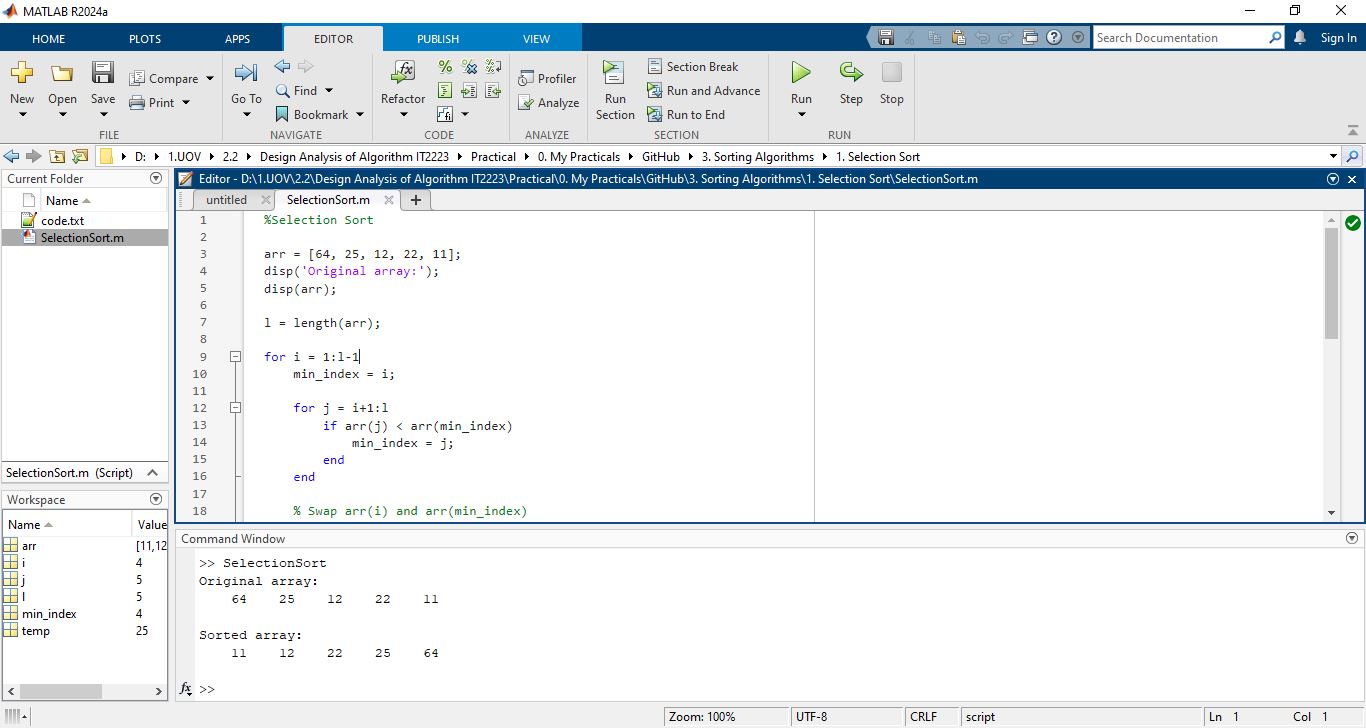 MATLAB R2024a
HOME PLOTS APPS EDITOR PUBLISH VIEW Search Documentation Sign In
New Open Save Compare Print Go To Find Bookmark Refactor Profiler Analyze Run Section Section Break Run and Advance Run to End Run Step Stop
FILE NAVIGATE CODE ANALYZE SECTION RUN
D: 1.UOV 2.2 Design Analysis of Algorithm IT2223 Practical 0. My Practicals GitHub 3. Sorting Algorithms 1. Selection Sort
Current Folder
Name
code.txt
SelectionSort.m
SelectionSort.m (Script)
Workspace
Name Value
arr [11,12
i 4
j 5
l 5
min_index 4
temp 25
Editor - D:\1.UOV\2.2\Design Analysis of Algorithm IT2223\Practical\0. My Practicals\GitHub\3. Sorting Algorithms\1. Selection Sort\SelectionSort.m
untitled SelectionSort.m +
1 %Selection Sort
2
3 arr = [64, 25, 12, 22, 11];
4 disp('Original array:');
5 disp(arr);
6
7 l = length(arr);
8
9 for i = 1:l-1
10 min_index = i;
11
12 for j = i+1:l
13 if arr(j) < arr(min_index)
14 min_index = j;
15 end
16 end
17
18 % Swap arr(i) and arr(min_index)
Command Window
>> SelectionSort
Original array:
64 25 12 22 11
Sorted array:
11 12 22 25 64
fx >>
Zoom: 100% UTF-8 CRLF script Ln 1 Col 1